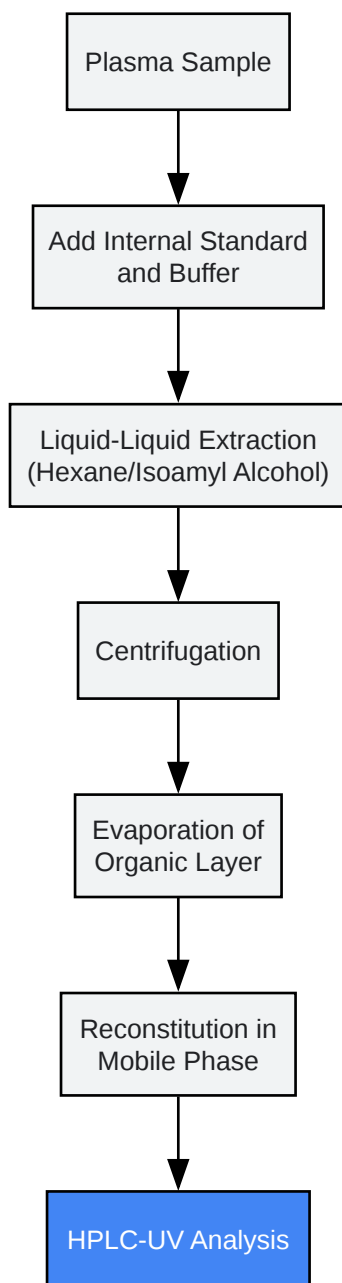 Plasma Sample
Add Internal Standard
and Buffer
Liquid-Liquid Extraction
(Hexane/Isoamyl Alcohol)
Centrifugation
Evaporation of
Organic Layer
Reconstitution in
Mobile Phase
HPLC-UV Analysis